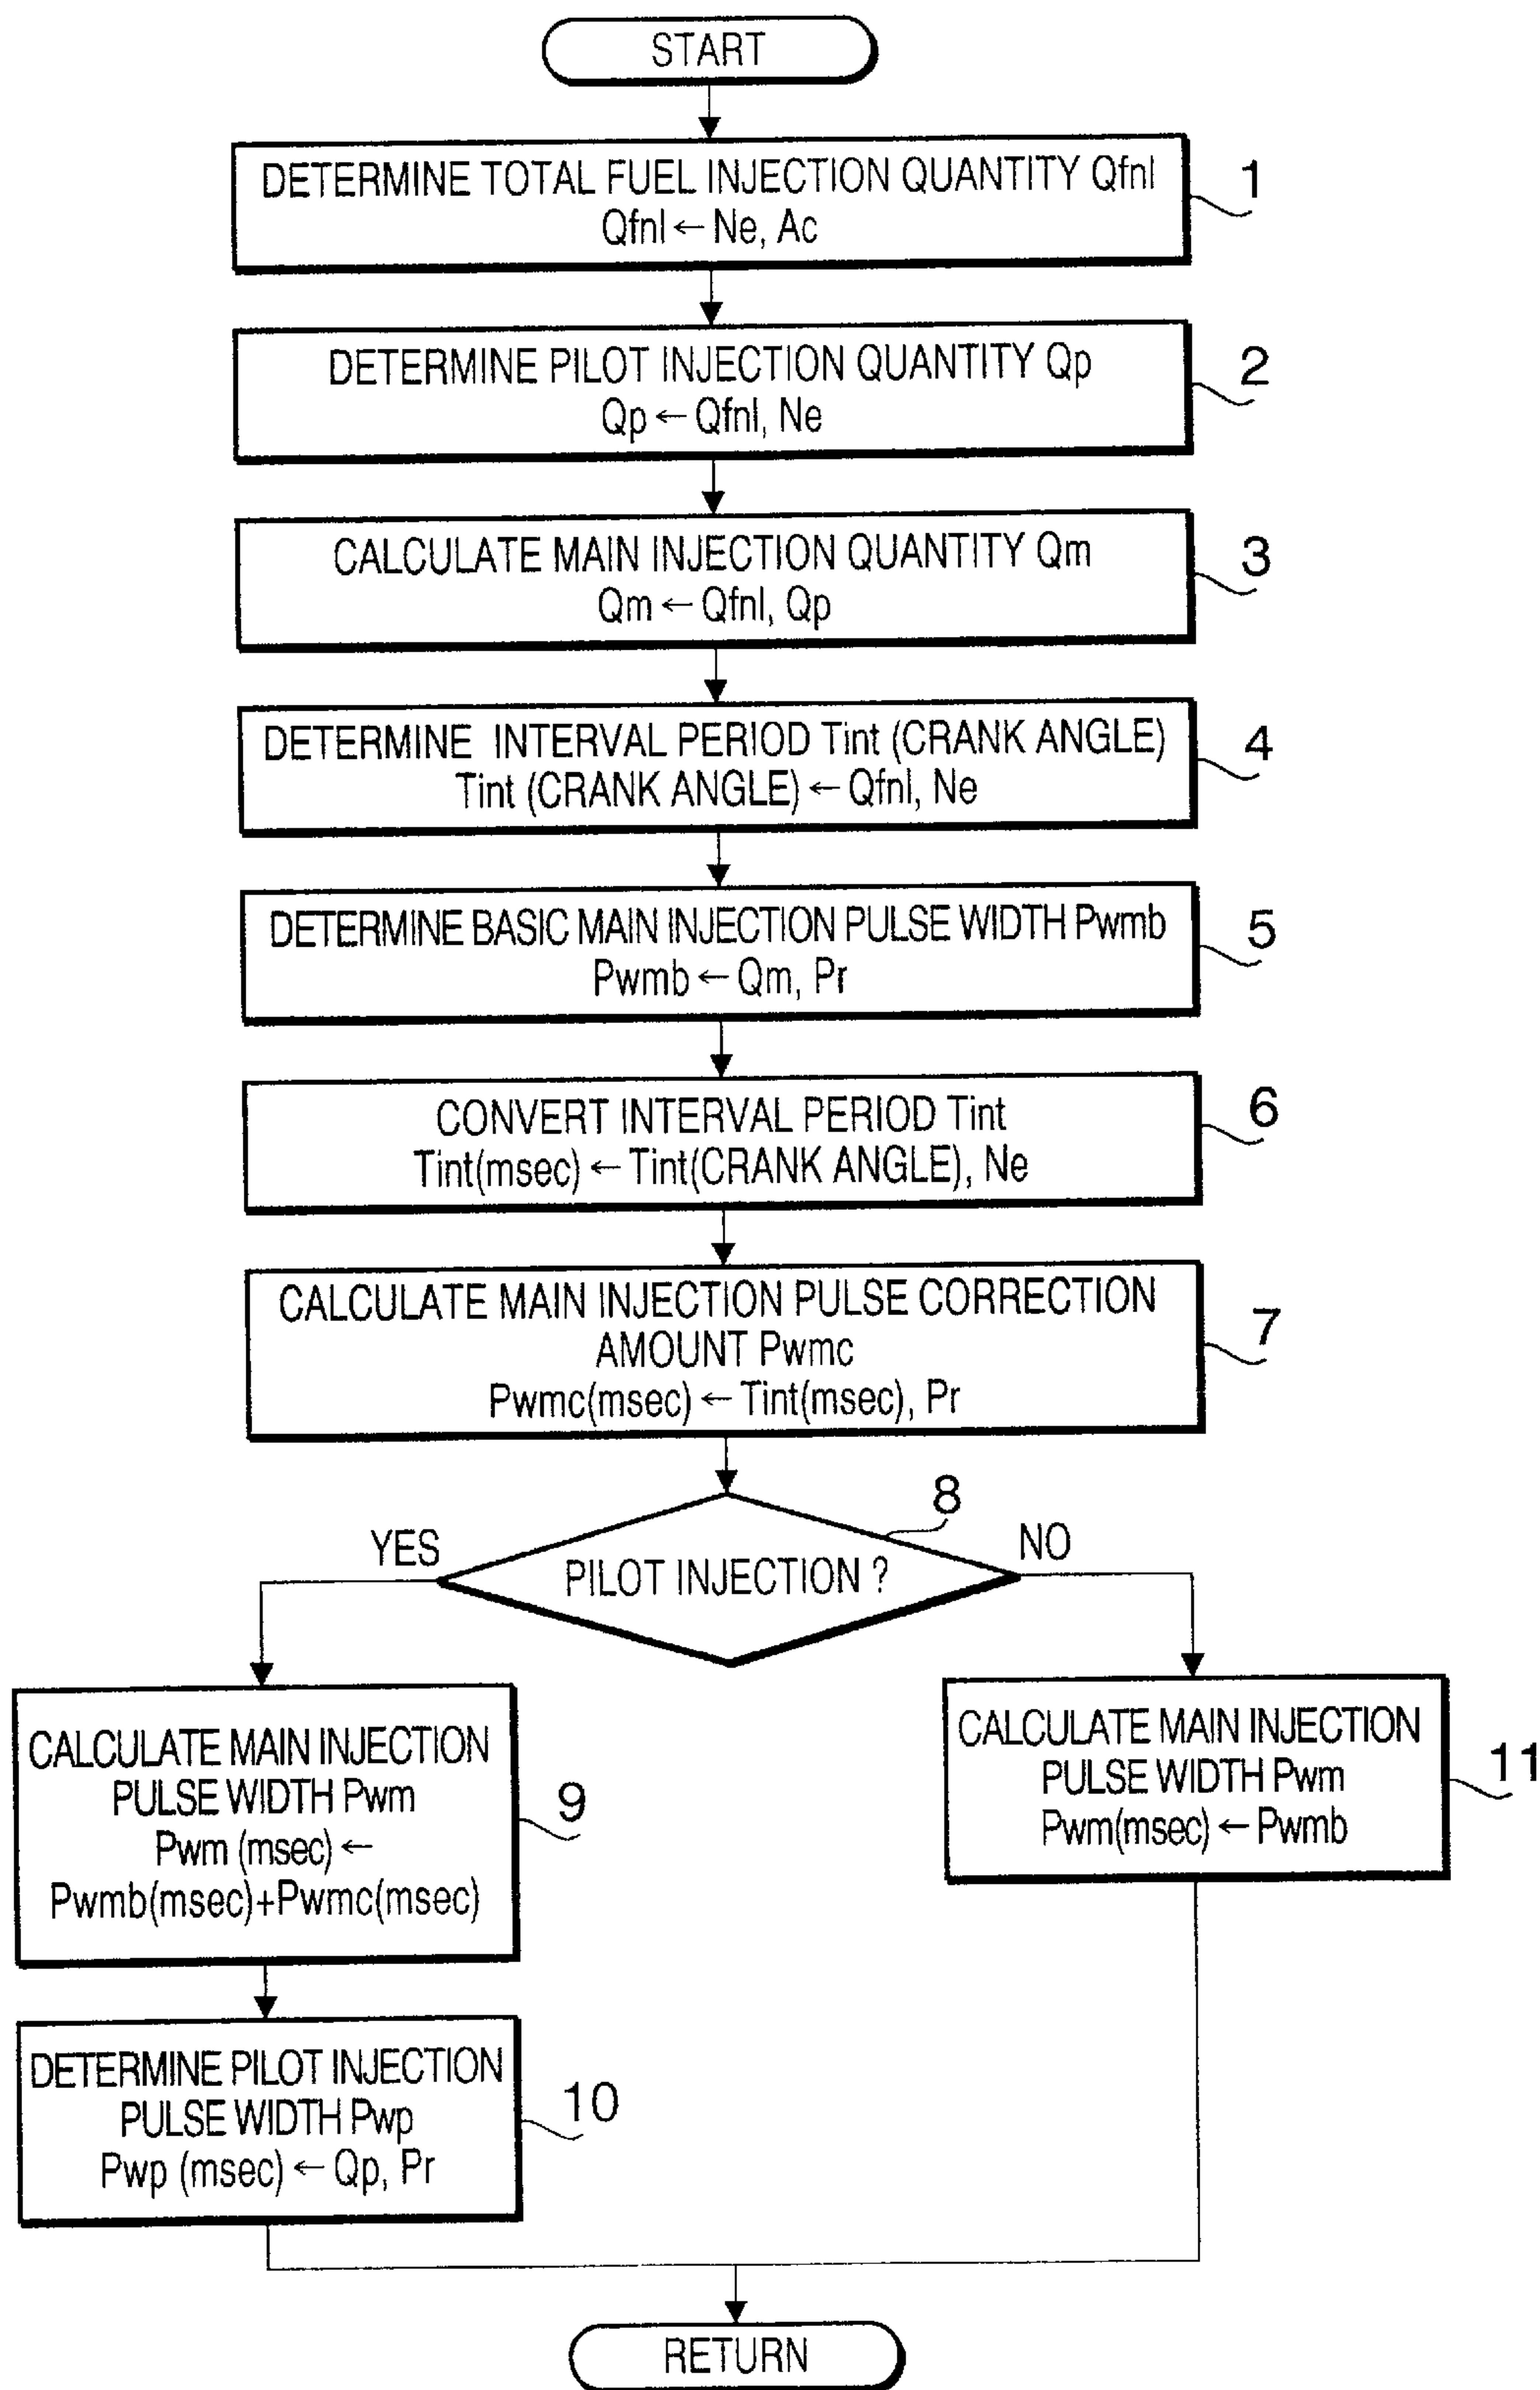 START
DETERMINE TOTAL FUEL INJECTION QUANTITY Qfnl
Qfnl ← Ne, Ac
1
DETERMINE PILOT INJECTION QUANTITY Qp
Qp ← Qfnl, Ne
2
CALCULATE MAIN INJECTION QUANTITY Qm
Qm ← Qfnl, Qp
3
DETERMINE INTERVAL PERIOD Tint (CRANK ANGLE)
Tint (CRANK ANGLE) ← Qfnl, Ne
4
DETERMINE BASIC MAIN INJECTION PULSE WIDTH Pwmb
Pwmb ← Qm, Pr
5
CONVERT INTERVAL PERIOD Tint
Tint(msec) ← Tint(CRANK ANGLE), Ne
6
CALCULATE MAIN INJECTION PULSE CORRECTION
AMOUNT Pwmc
Pwmc(msec) ← Tint(msec), Pr
7
8
YES
PILOT INJECTION ?
NO
CALCULATE MAIN INJECTION
PULSE WIDTH Pwm
Pwm (msec) ←
Pwmb(msec)+Pwmc(msec)
9
CALCULATE MAIN INJECTION
PULSE WIDTH Pwm
Pwm(msec) ← Pwmb
11
DETERMINE PILOT INJECTION
PULSE WIDTH Pwp
Pwp (msec) ← Qp, Pr
10
RETURN